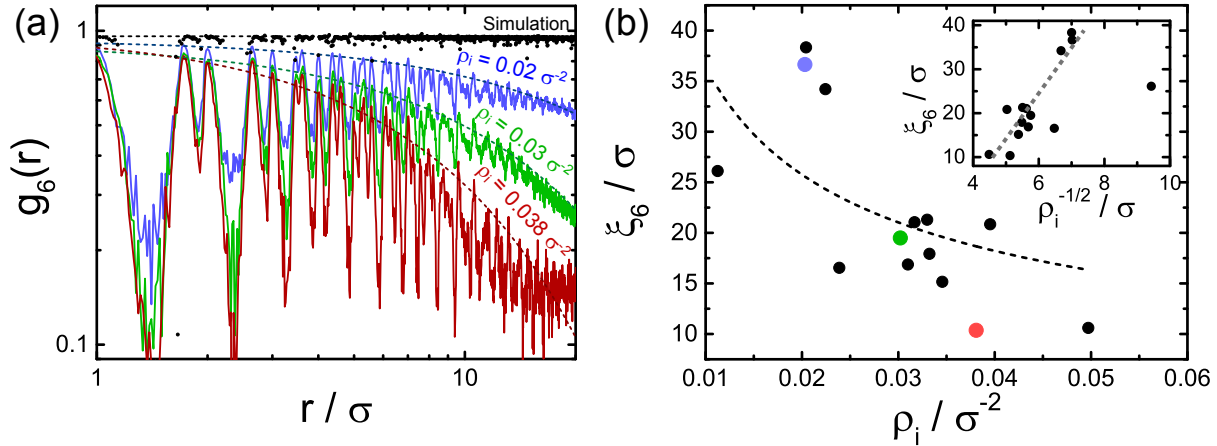 (a)
Simulation
ρi = 0.02 σ-2
ρi = 0.03 σ-2
ρi = 0.038 σ-2
1
0.1
g6(r)
1
10
r / σ
(b)
40
35
30
25
20
15
10
ξ6 / σ
0.01 0.02 0.03 0.04 0.05 0.06
ρi / σ-2
40
30
20
10
ξ6 / σ
4 6 8 10
ρi-1/2 / σ